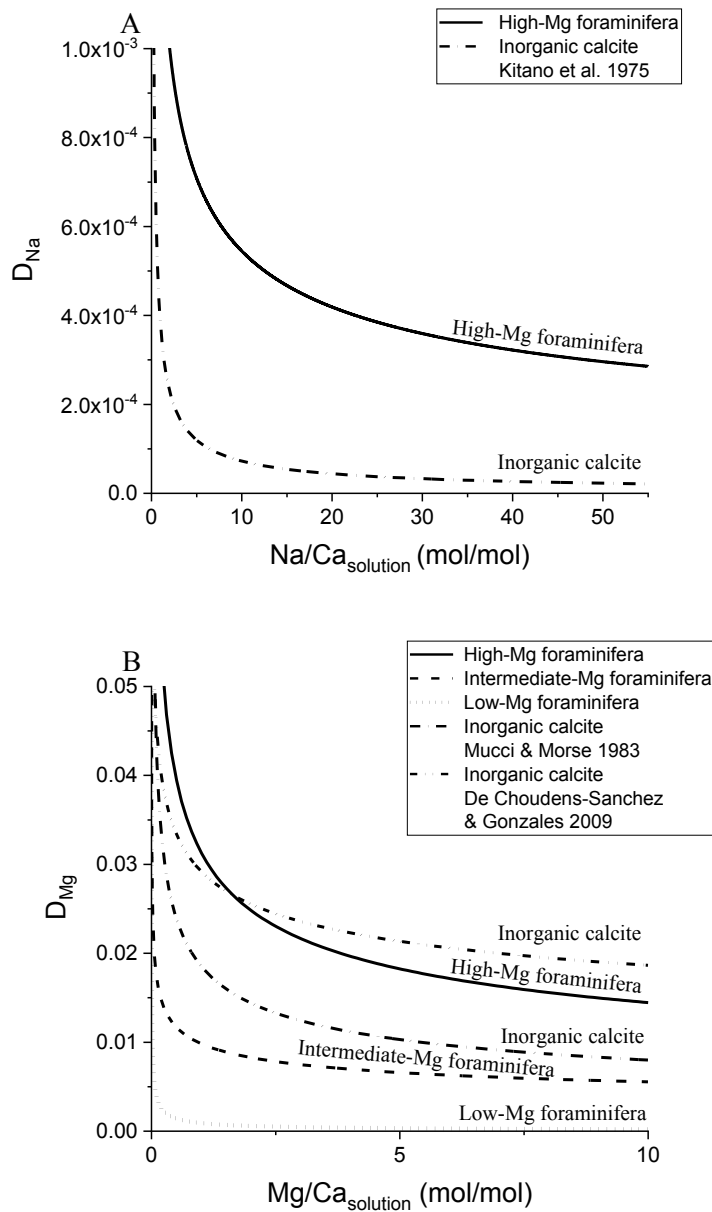 A
High-Mg foraminifera
Inorganic calcite
Kitano et al. 1975
1.0x10⁻³
8.0x10⁻⁴
6.0x10⁻⁴
4.0x10⁻⁴
2.0x10⁻⁴
0.0
D_Na
High-Mg foraminifera
Inorganic calcite
0 10 20 30 40 50
Na/Ca_solution (mol/mol)
B
High-Mg foraminifera
Intermediate-Mg foraminifera
Low-Mg foraminifera
Inorganic calcite
Mucci & Morse 1983
Inorganic calcite
De Choudens-Sanchez
& Gonzales 2009
0.05
0.04
0.03
0.02
0.01
0.00
D_Mg
Inorganic calcite
High-Mg foraminifera
Inorganic calcite
Intermediate-Mg foraminifera
Low-Mg foraminifera
0 5 10
Mg/Ca_solution (mol/mol)